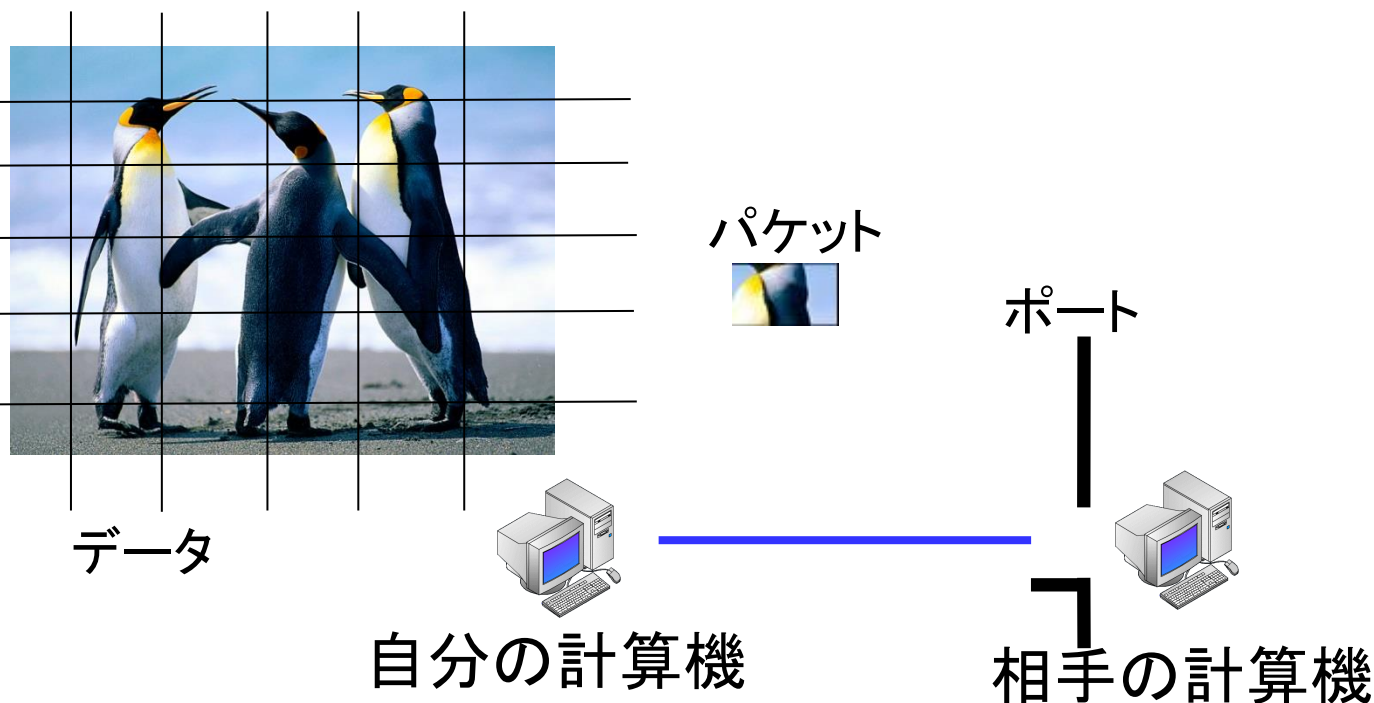 パケット
ポート
データ
自分の計算機
相手の計算機